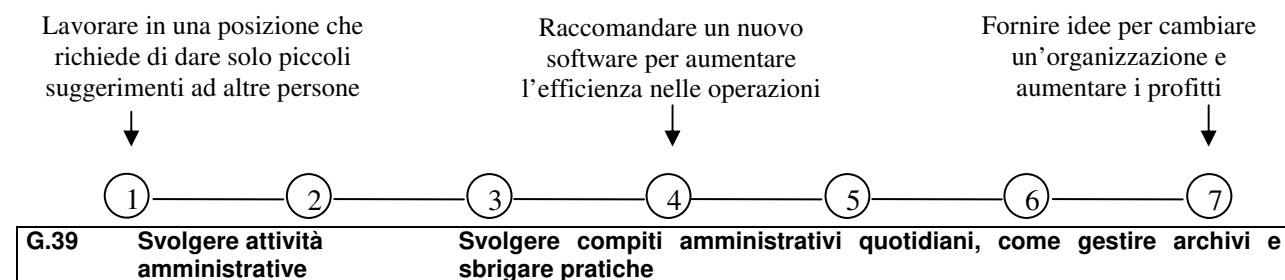 Lavorare in una posizione che
richiede di dare solo piccoli
suggerimenti ad altre persone
Raccomandare un nuovo
software per aumentare
l'efficienza nelle operazioni
Fornire idee per cambiare
un'organizzazione e
aumentare i profitti
1 2 3 4 5 6 7
G.39 Svolgere attività Svolgere compiti amministrativi quotidiani, come gestire archivi e
amministrative sbrigare pratiche